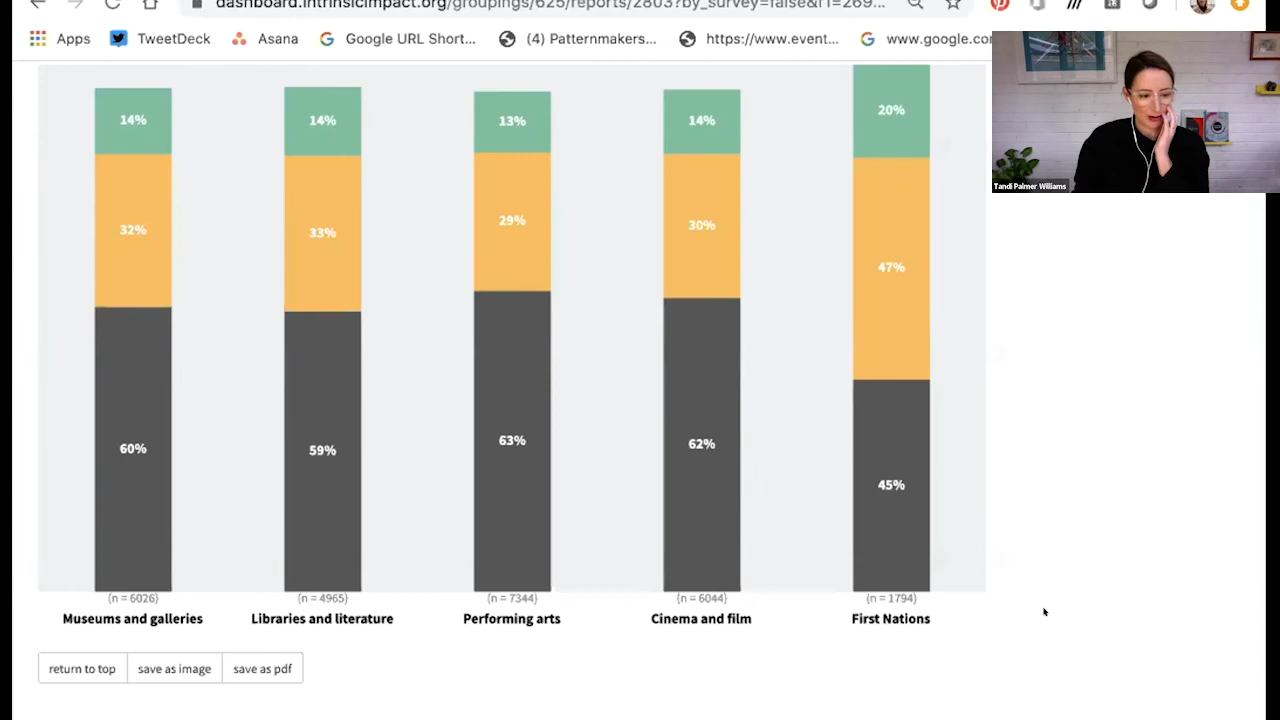 dashboard.intrinsicimpact.org/groupings/625/reports/2803?by_survey=false&f1=269...
Apps TweetDeck Asana Google URL Short... (4) Patternmakers... https://www.event... www.google.com
14% 14% 13% 14% 20%
32% 33% 29% 30% 47%
60% 59% 63% 62% 45%
(n = 6026) (n = 4965) (n = 7344) (n = 6044) (n = 1794)
Museums and galleries Libraries and literature Performing arts Cinema and film First Nations
return to top save as image save as pdf
Tandi Palmer Williams